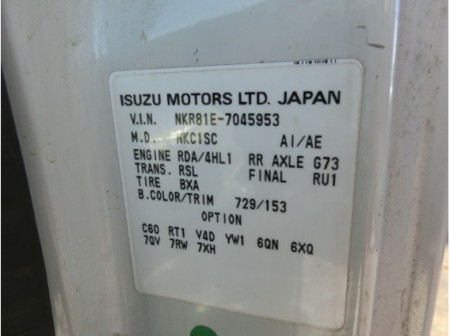 ISUZU MOTORS LTD. JAPAN
V.I.N. NKR81E-7045953
M.D. NKC1SC A1/AE
ENGINE RDA/4HL1 RR AXLE G73
TRANS. RSL FINAL RU1
TIRE BXA
B.COLOR/TRIM 729/153
OPTION
C60 RT1 V4D YW1 6QN 6XQ
7QV 7RW 7XH